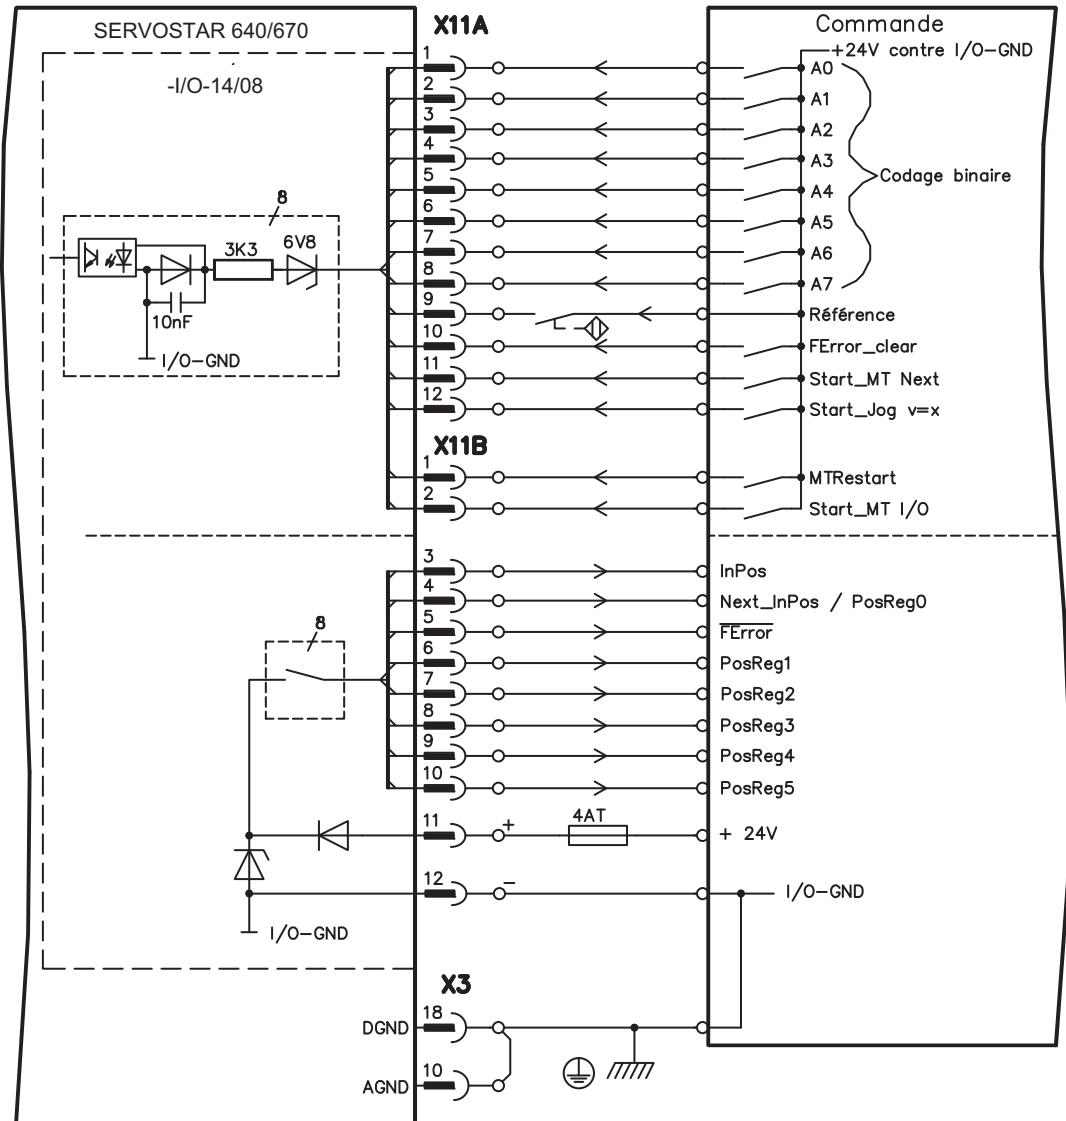 SERVOSTAR 640/670
-I/O-14/08
X11A
Commande
+24V contre I/O-GND
1
A0
2
A1
3
A2
4
A3
Codage binaire
5
A4
6
A5
7
A6
8
A7
9
Référence
10
FError_clear
11
Start_MT Next
12
Start_Jog v=x
8
3K3
6V8
10nF
I/O-GND
X11B
1
MTRestart
2
Start_MT I/O
3
InPos
4
Next_InPos / PosReg0
5
FError
6
PosReg1
7
PosReg2
8
PosReg3
9
PosReg4
10
PosReg5
8
11
+
4AT
+ 24V
12
−
I/O-GND
I/O-GND
X3
DGND
18
AGND
10